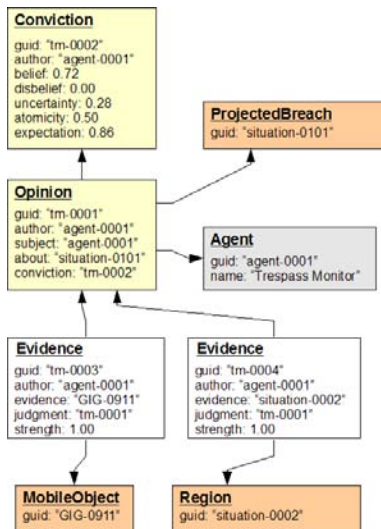 Conviction
guid: "tm-0002"
author: "agent-0001"
belief: 0.72
disbelief: 0.00
uncertainty: 0.28
atomicity: 0.50
expectation: 0.86
ProjectedBreach
guid: "situation-0101"
Opinion
guid: "tm-0001"
author: "agent-0001"
subject: "agent-0001"
about: "situation-0101"
conviction: "tm-0002"
Agent
guid: "agent-0001"
name: "Trespass Monitor"
Evidence
guid: "tm-0003"
author: "agent-0001"
evidence: "GIG-0911"
judgment: "tm-0001"
strength: 1.00
Evidence
guid: "tm-0004"
author: "agent-0001"
evidence: "situation-0002"
judgment: "tm-0001"
strength: 1.00
MobileObject
guid: "GIG-0911"
Region
guid: "situation-0002"